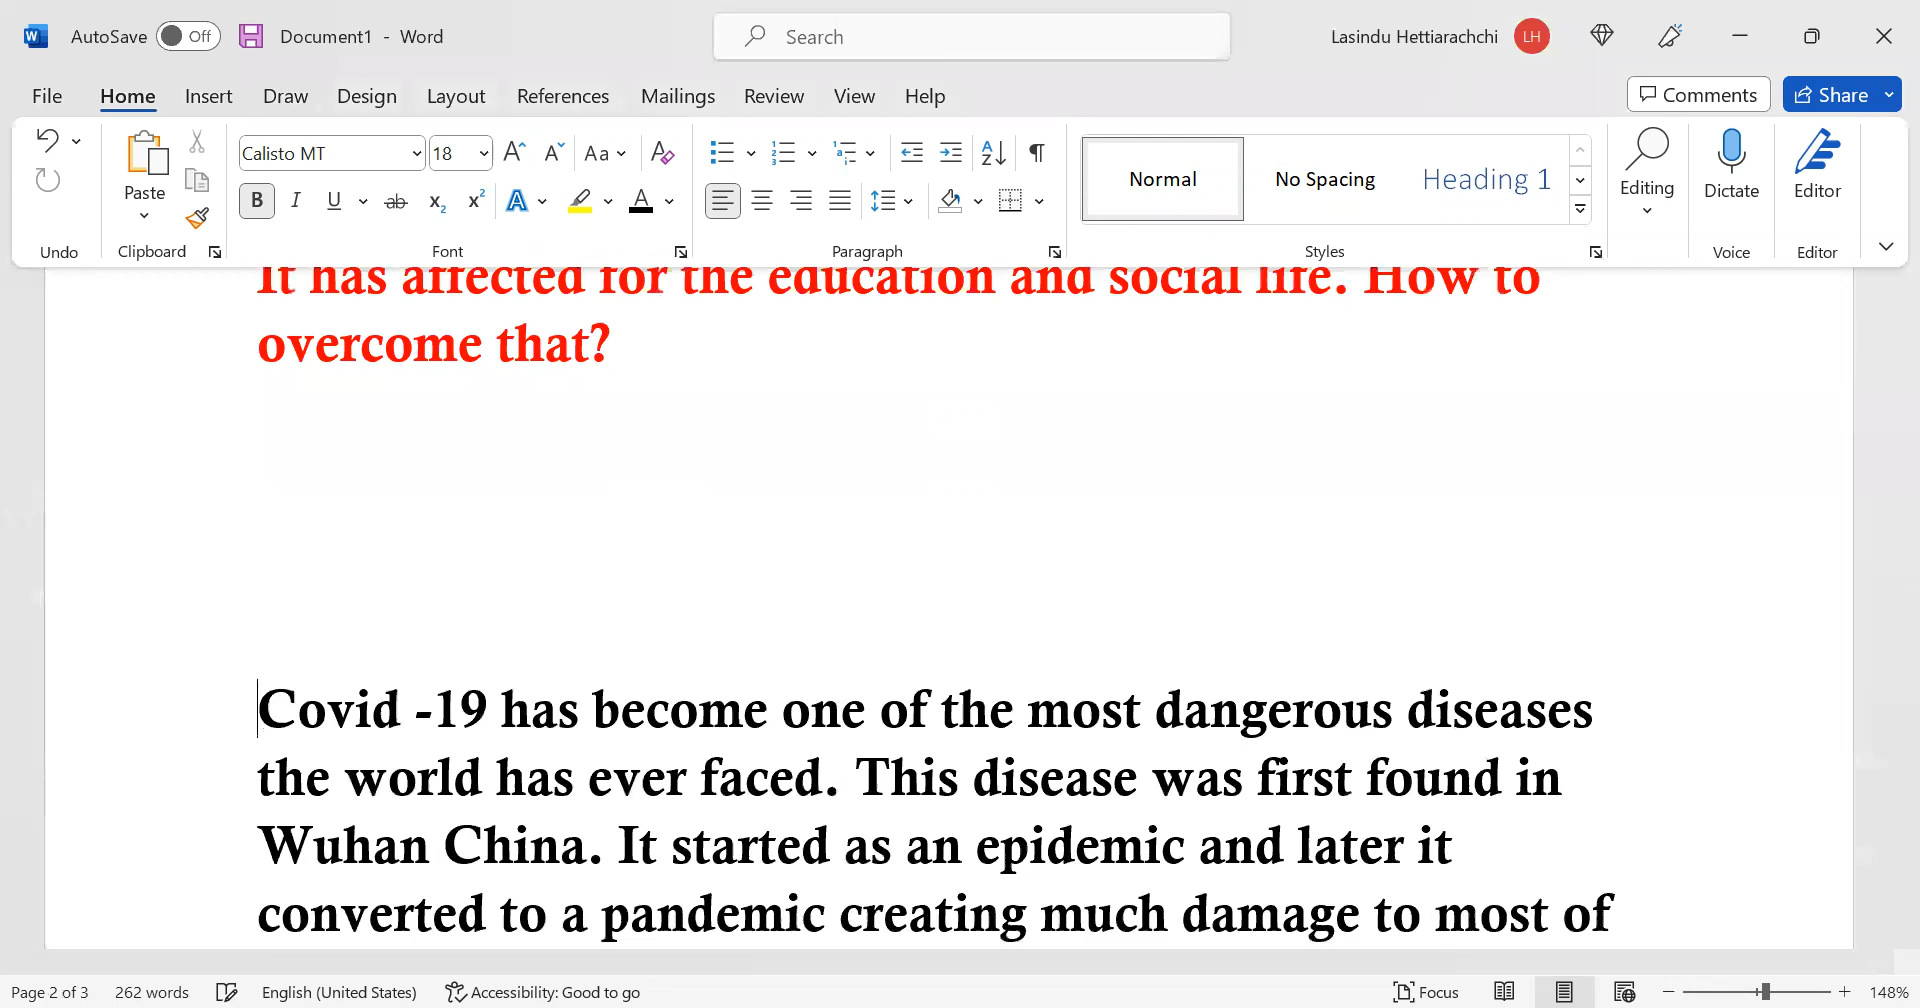 AutoSave Off Document1 - Word Search Lasindu Hettiarachchi LH
File Home Insert Draw Design Layout References Mailings Review View Help Comments Share
Calisto MT 18 Aa
Paste B I U ab x2 x2 A A Normal No Spacing Heading 1 Editing Dictate Editor
Undo Clipboard Font Paragraph Styles Voice Editor
It has affected for the education and social life. How to
overcome that?
Covid -19 has become one of the most dangerous diseases
the world has ever faced. This disease was first found in
Wuhan China. It started as an epidemic and later it
converted to a pandemic creating much damage to most of
Page 2 of 3 262 words English (United States) Accessibility: Good to go Focus 148%